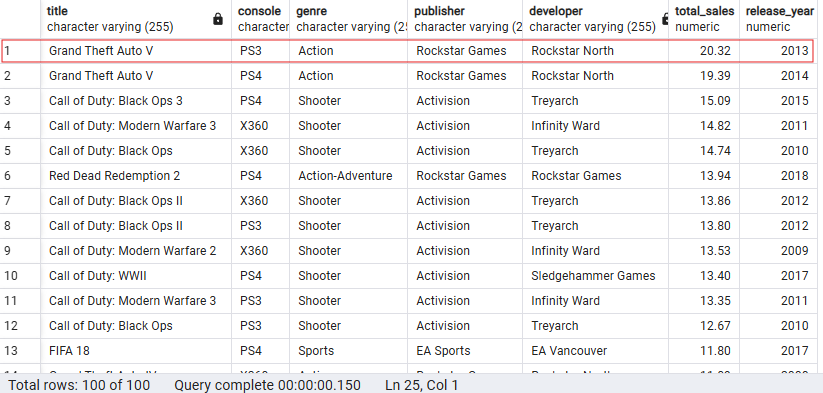 title console genre publisher developer total_sales release_year
character varying (255) character character varying (25 character varying (2 character varying (255) numeric numeric
1 Grand Theft Auto V PS3 Action Rockstar Games Rockstar North 20.32 2013
2 Grand Theft Auto V PS4 Action Rockstar Games Rockstar North 19.39 2014
3 Call of Duty: Black Ops 3 PS4 Shooter Activision Treyarch 15.09 2015
4 Call of Duty: Modern Warfare 3 X360 Shooter Activision Infinity Ward 14.82 2011
5 Call of Duty: Black Ops X360 Shooter Activision Treyarch 14.74 2010
6 Red Dead Redemption 2 PS4 Action-Adventure Rockstar Games Rockstar Games 13.94 2018
7 Call of Duty: Black Ops II X360 Shooter Activision Treyarch 13.86 2012
8 Call of Duty: Black Ops II PS3 Shooter Activision Treyarch 13.80 2012
9 Call of Duty: Modern Warfare 2 X360 Shooter Activision Infinity Ward 13.53 2009
10 Call of Duty: WWII PS4 Shooter Activision Sledgehammer Games 13.40 2017
11 Call of Duty: Modern Warfare 3 PS3 Shooter Activision Infinity Ward 13.35 2011
12 Call of Duty: Black Ops PS3 Shooter Activision Treyarch 12.67 2010
13 FIFA 18 PS4 Sports EA Sports EA Vancouver 11.80 2017
Total rows: 100 of 100 Query complete 00:00:00.150 Ln 25, Col 1